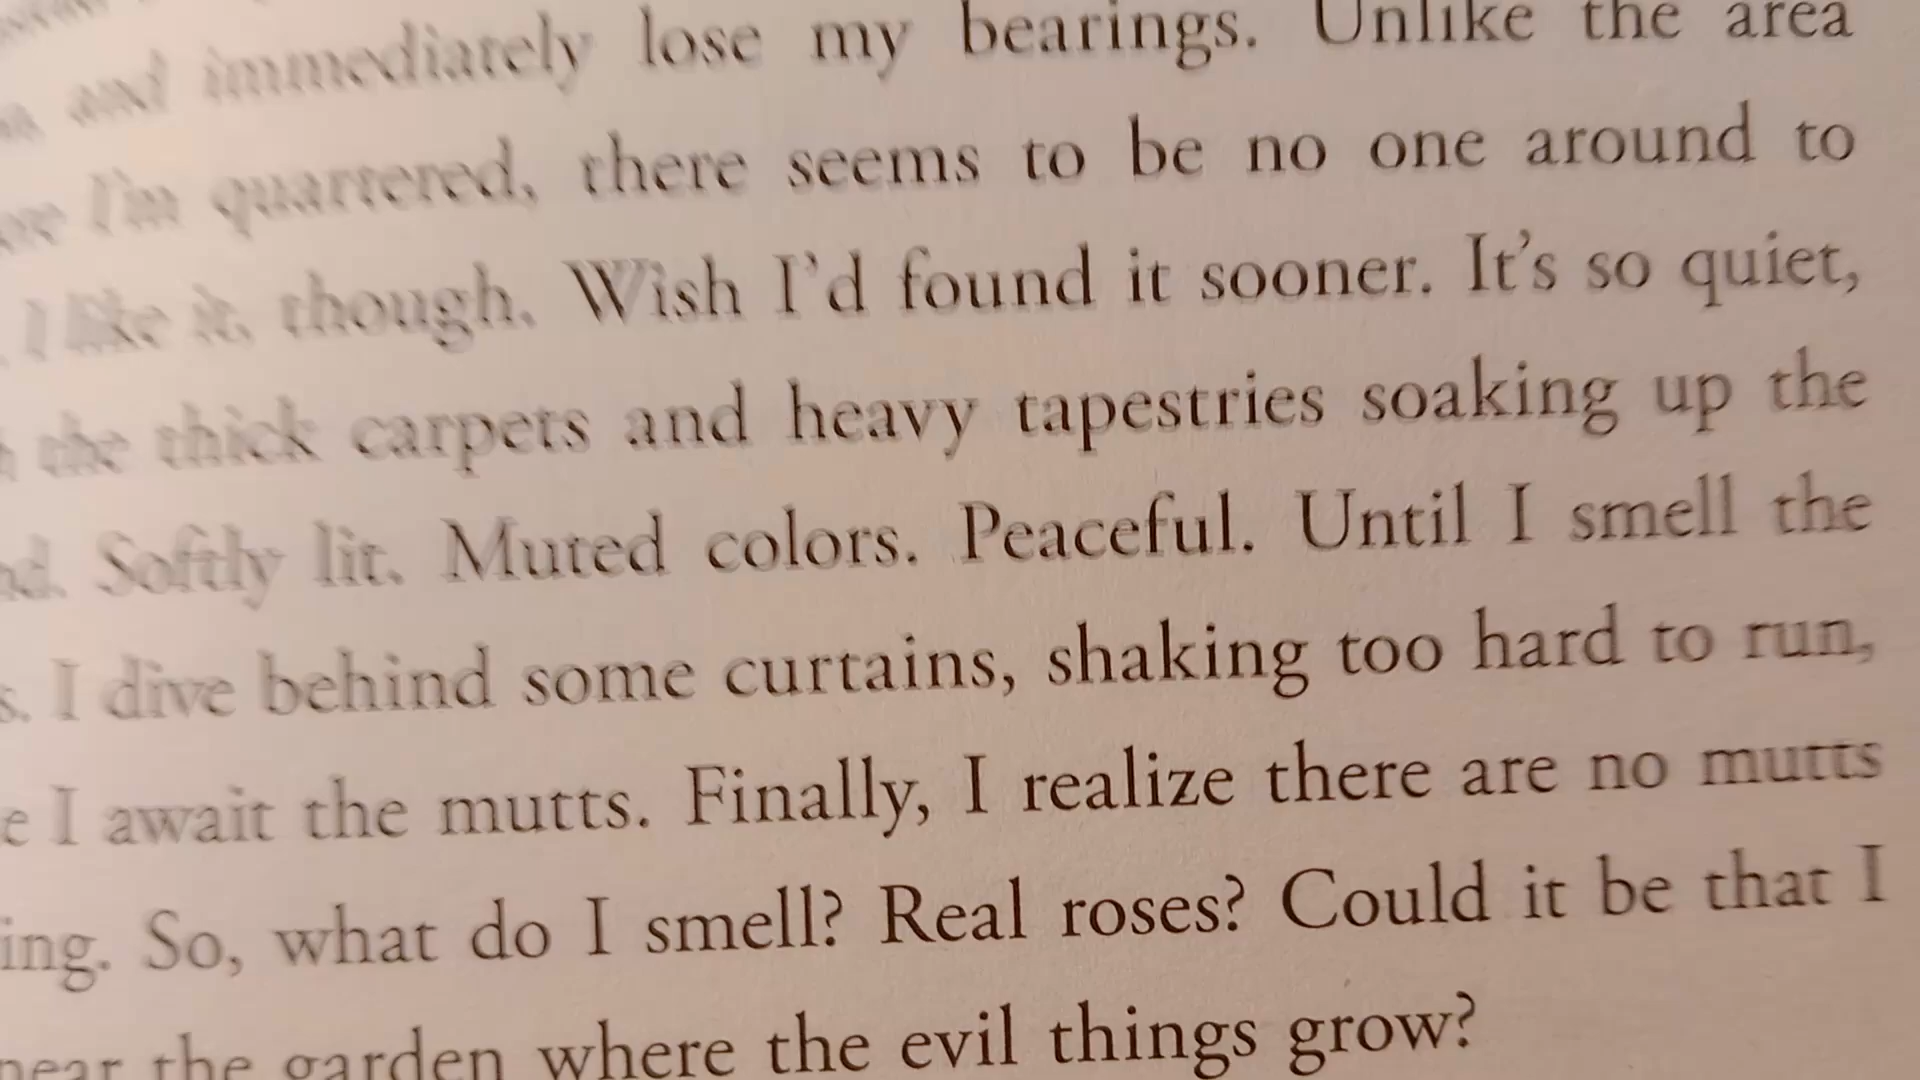 and immediately lose my bearings. Unlike the area
I'm quartered, there seems to be no one around to
I like it, though. Wish I'd found it sooner. It's so quiet,
the thick carpets and heavy tapestries soaking up the
Softly lit. Muted colors. Peaceful. Until I smell the
I dive behind some curtains, shaking too hard to run,
I await the mutts. Finally, I realize there are no mutts
ing. So, what do I smell? Real roses? Could it be that I
near the garden where the evil things grow?